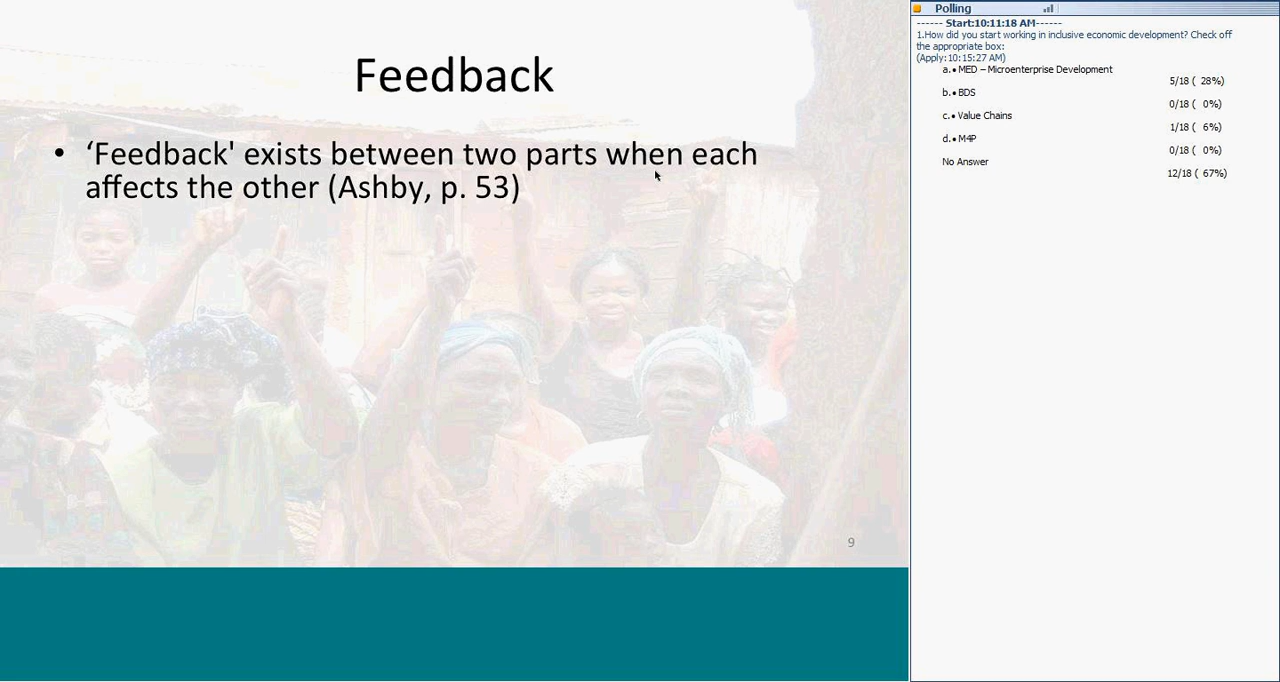 Feedback
• ‘Feedback' exists between two parts when each
affects the other (Ashby, p. 53)
9
Polling
------ Start:10:11:18 AM------
1.How did you start working in inclusive economic development? Check off
the appropriate box:
(Apply:10:15:27 AM)
a.• MED – Microenterprise Development
5/18 ( 28%)
b.• BDS
0/18 ( 0%)
c.• Value Chains
1/18 ( 6%)
d.• M4P
0/18 ( 0%)
No Answer
12/18 ( 67%)